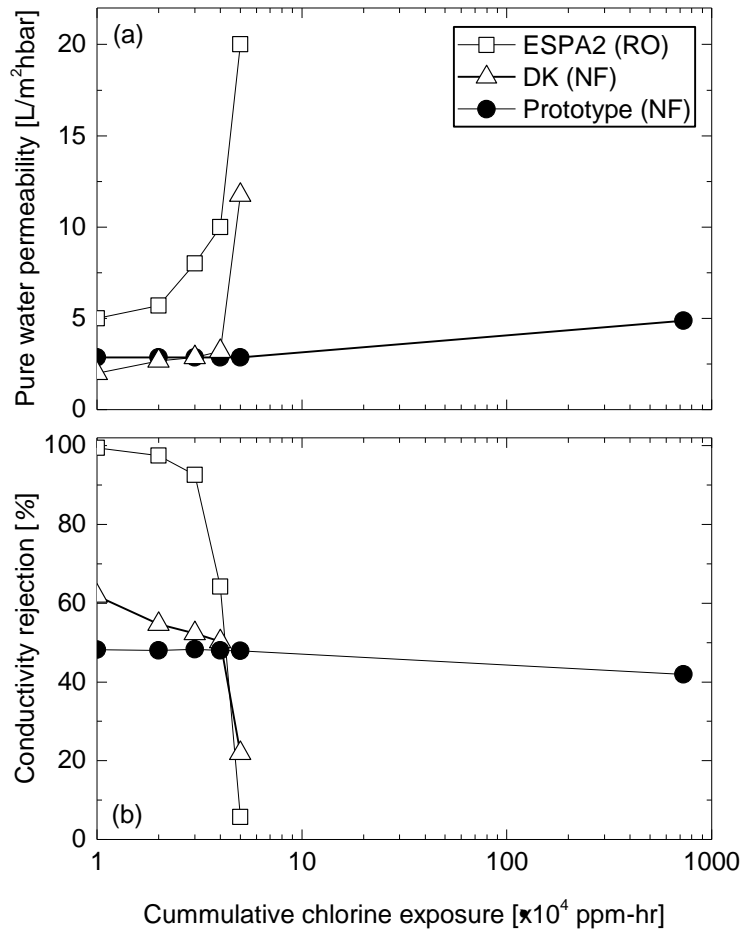 (a)
ESPA2 (RO)
DK (NF)
Prototype (NF)
Pure water permeability [L/m²hbar]
20
15
10
5
0
(b)
Conductivity rejection [%]
100
80
60
40
20
0
1 10 100 1000
Cummulative chlorine exposure [×10⁴ ppm-hr]